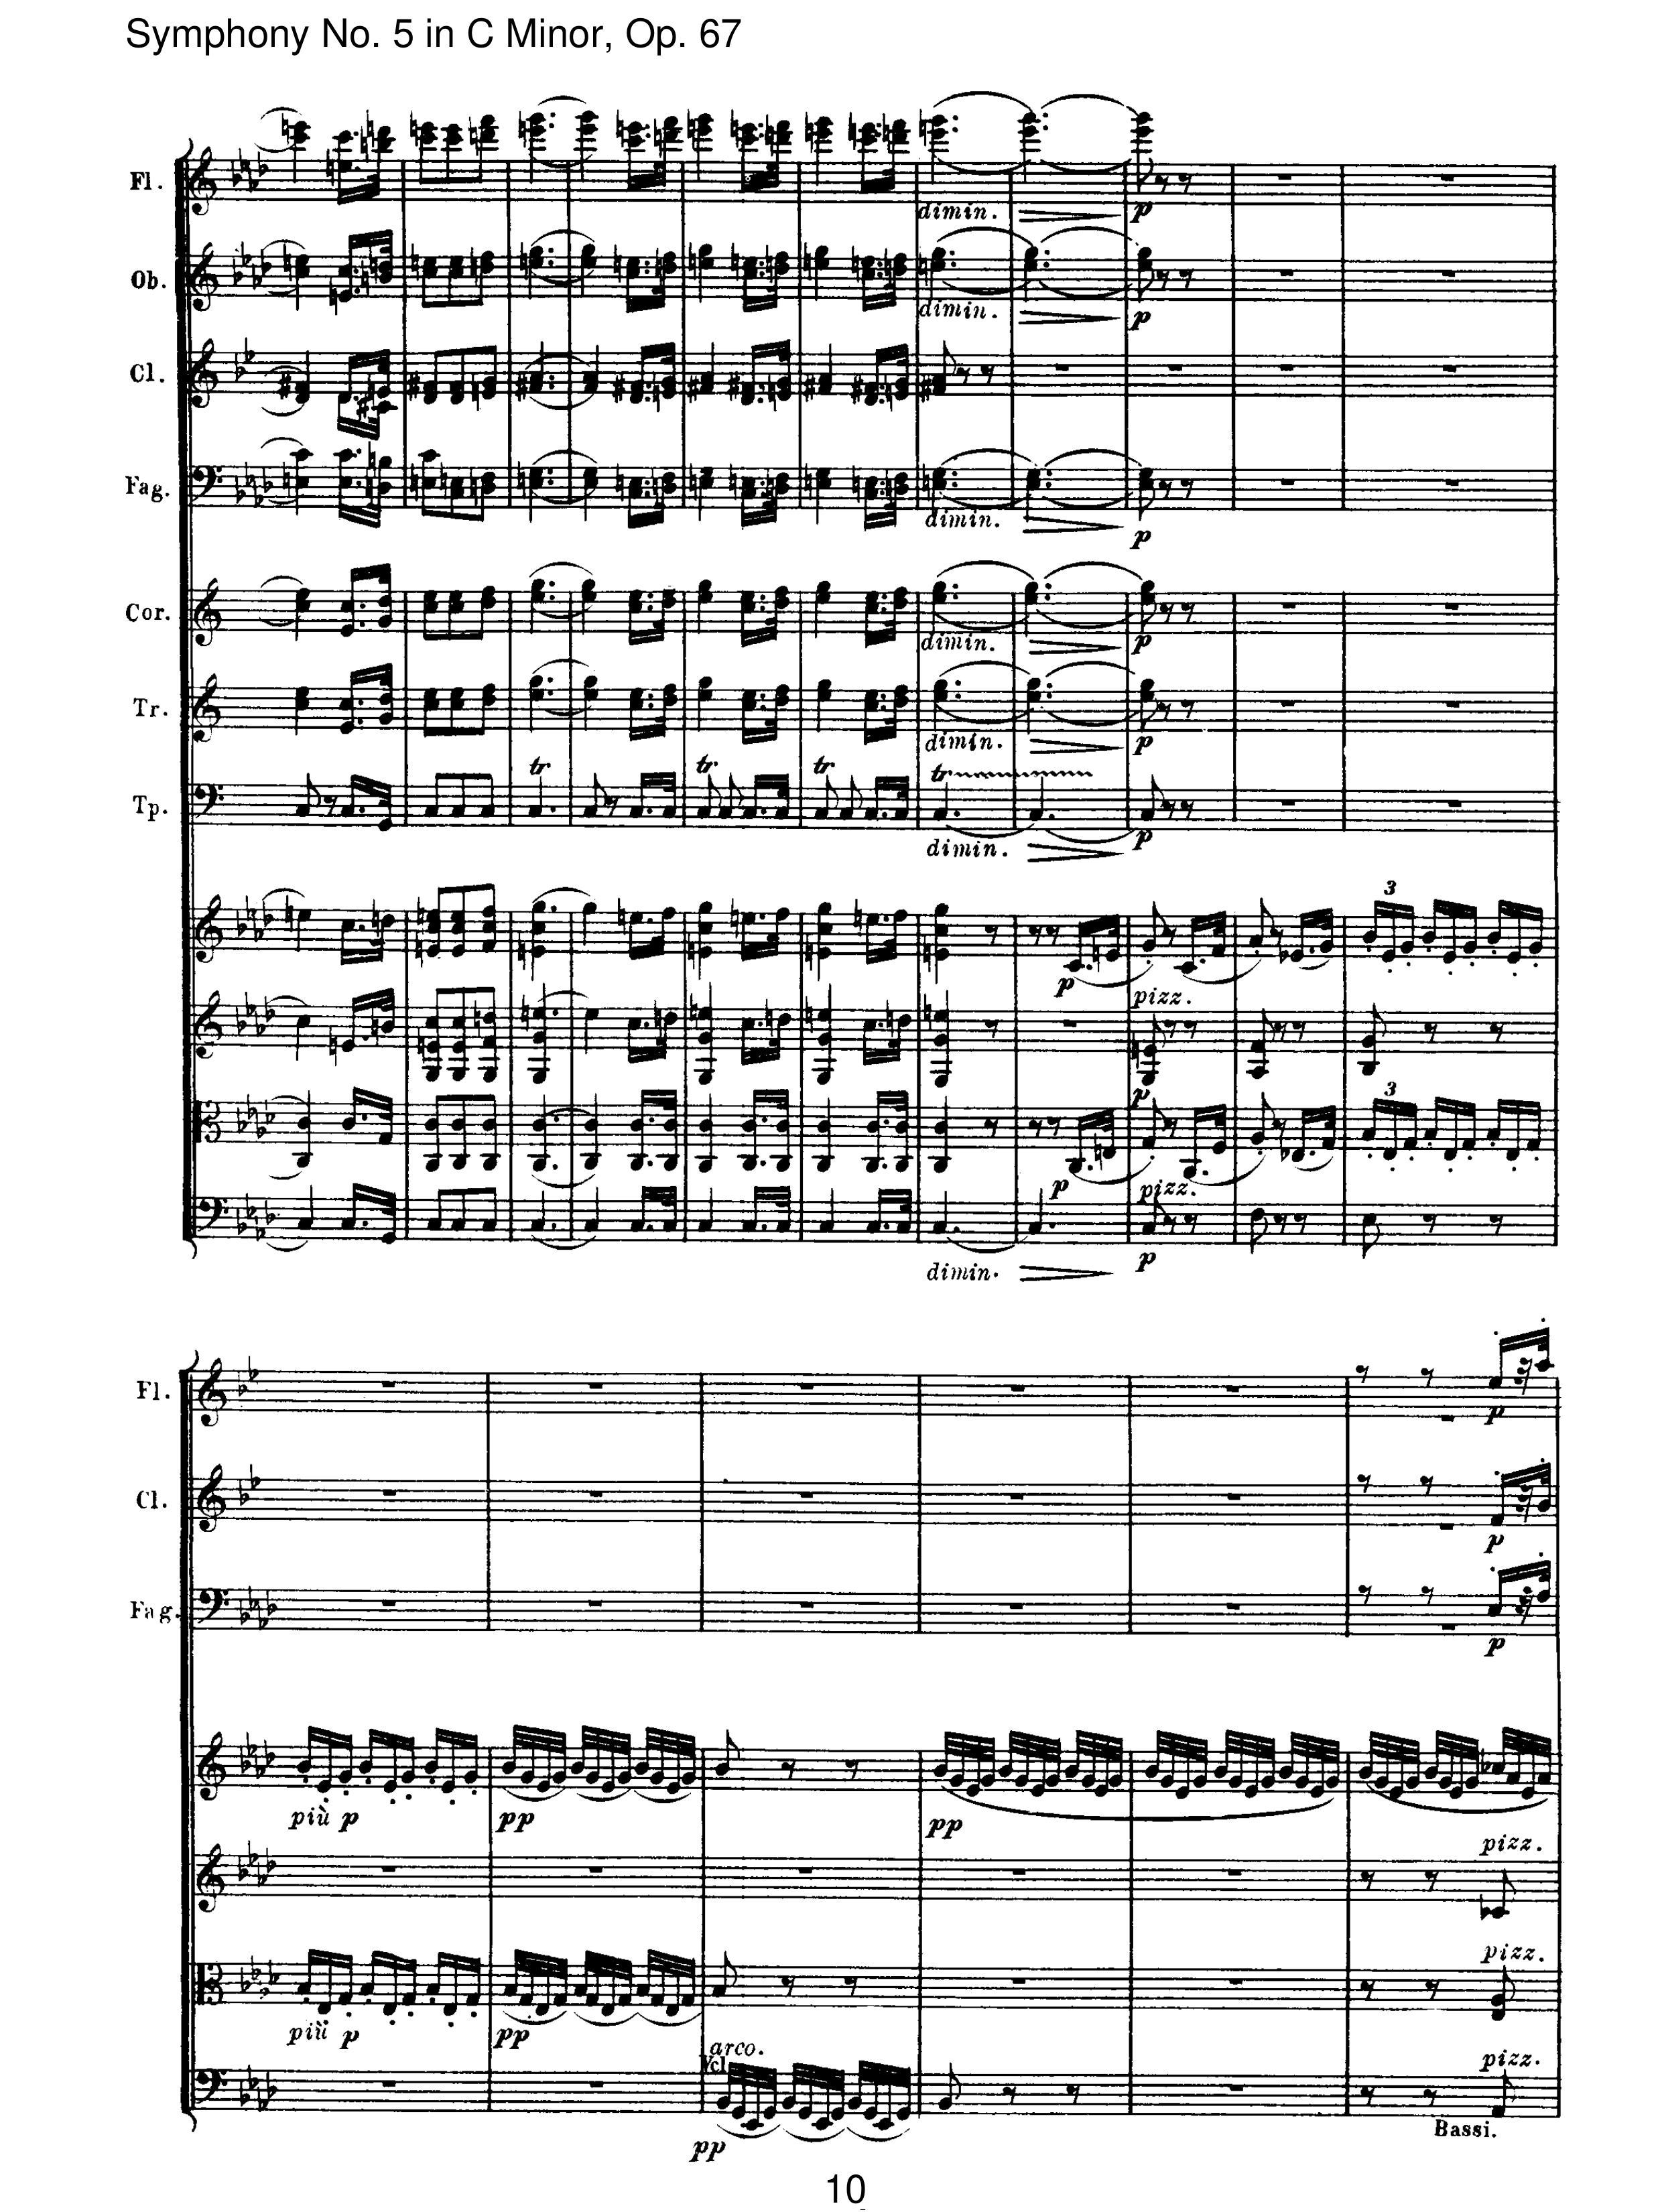 Symphony No. 5 in C Minor, Op. 67
Fl.
dimin. p
Ob.
dimin. p
Cl.
Fag.
dimin. p
Cor.
dimin. p
Tr.
dimin. p
tr tr tr tr
Tp.
dimin. p
3
p
pizz.
p
3
p
pizz.
dimin. p
Fl.
p
Cl.
p
Fag.
p
più p pp pp
pizz.
pizz.
più p pp
arco.
Vcl.
pizz.
pp
Bassi.
10